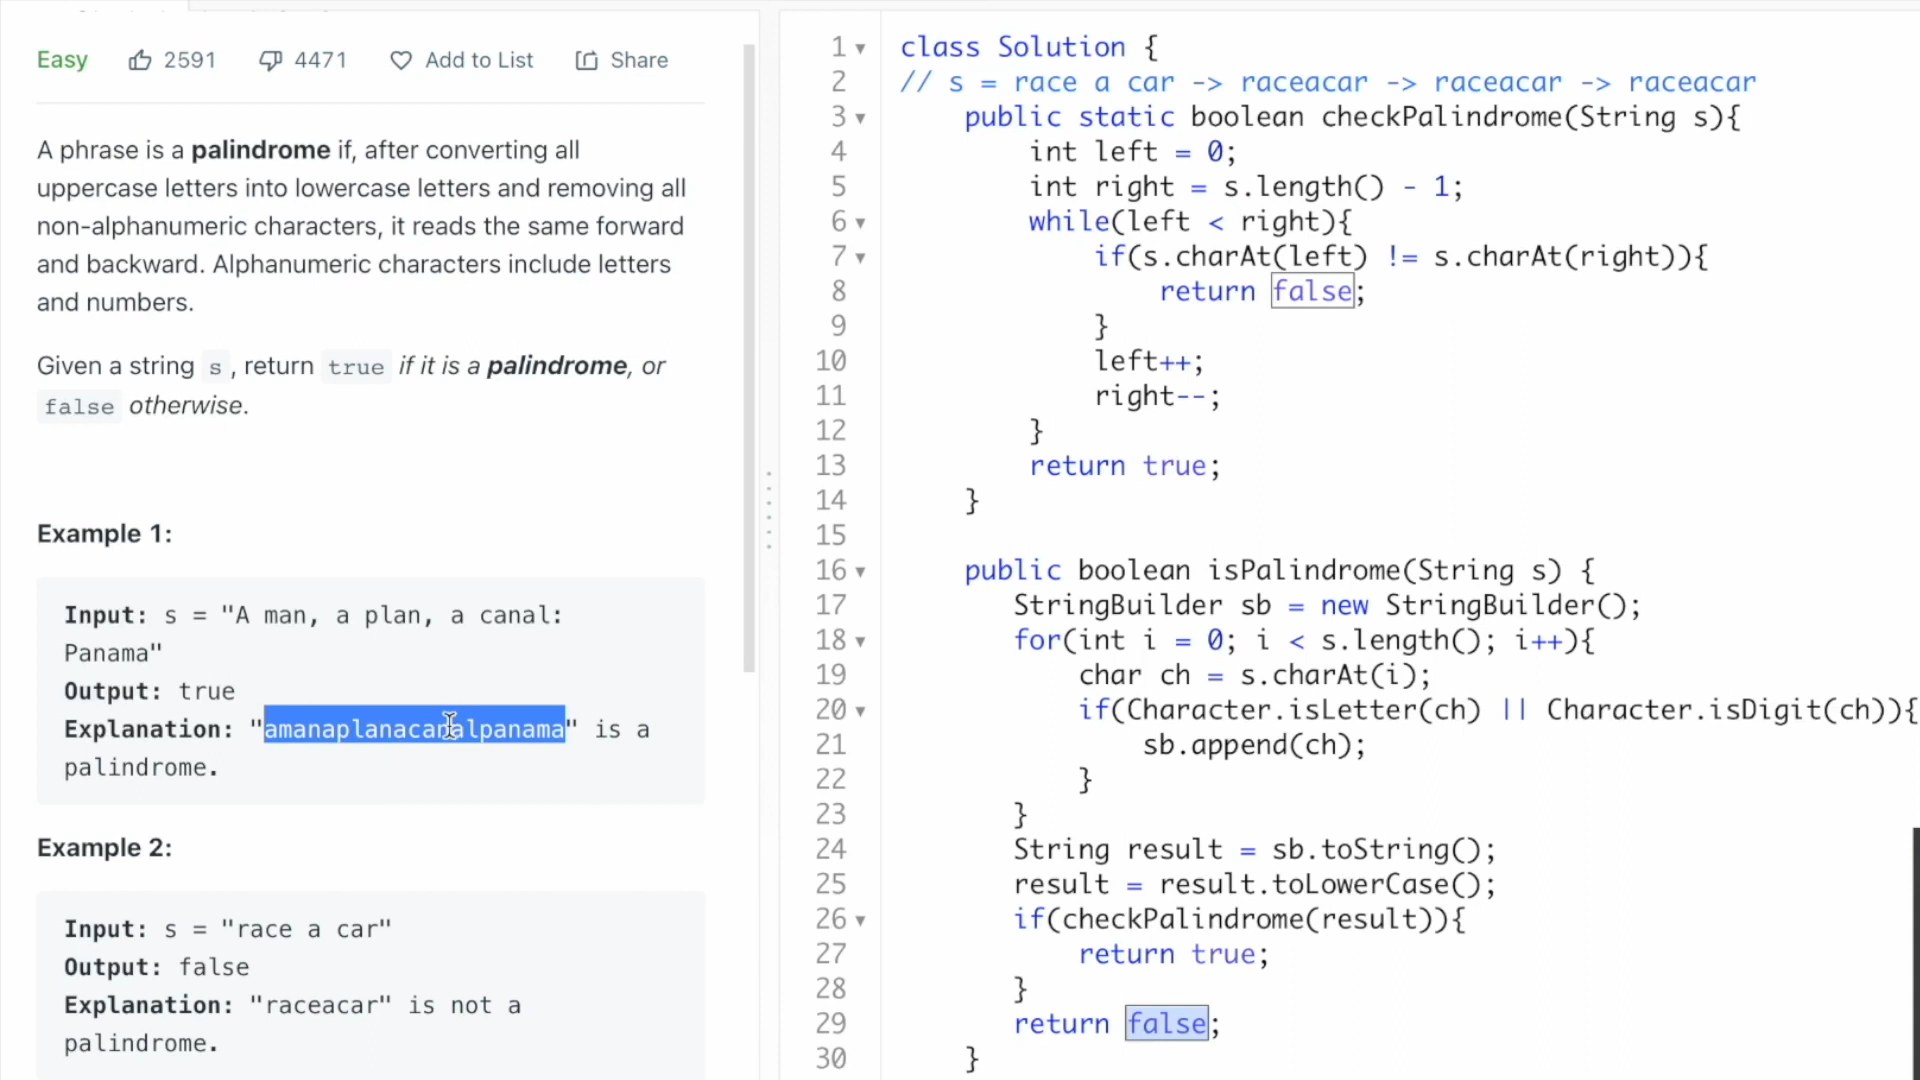 Easy 2591 4471 Add to List Share
A phrase is a palindrome if, after converting all
uppercase letters into lowercase letters and removing all
non-alphanumeric characters, it reads the same forward
and backward. Alphanumeric characters include letters
and numbers.
Given a string s, return true if it is a palindrome, or
false otherwise.
Example 1:
Input: s = "A man, a plan, a canal:
Panama"
Output: true
Explanation: "amanaplanacanalpanama" is a
palindrome.
Example 2:
Input: s = "race a car"
Output: false
Explanation: "raceacar" is not a
palindrome.
1 class Solution {
2 // s = race a car -> raceacar -> raceacar -> raceacar
3 public static boolean checkPalindrome(String s){
4 int left = 0;
5 int right = s.length() - 1;
6 while(left < right){
7 if(s.charAt(left) != s.charAt(right)){
8 return false;
9 }
10 left++;
11 right--;
12 }
13 return true;
14 }
15
16 public boolean isPalindrome(String s) {
17 StringBuilder sb = new StringBuilder();
18 for(int i = 0; i < s.length(); i++){
19 char ch = s.charAt(i);
20 if(Character.isLetter(ch) || Character.isDigit(ch)){
21 sb.append(ch);
22 }
23 }
24 String result = sb.toString();
25 result = result.toLowerCase();
26 if(checkPalindrome(result)){
27 return true;
28 }
29 return false;
30 }